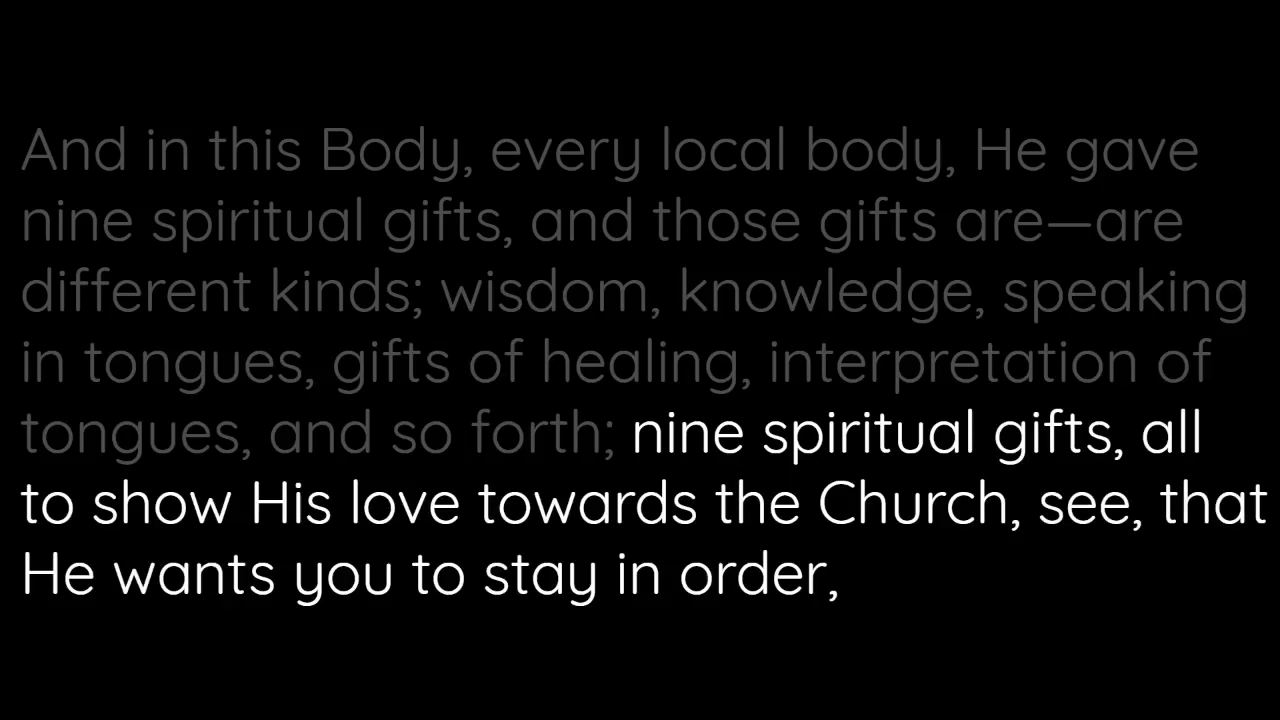 And in this Body, every local body, He gave
nine spiritual gifts, and those gifts are—are
different kinds; wisdom, knowledge, speaking
in tongues, gifts of healing, interpretation of
tongues, and so forth; nine spiritual gifts, all
to show His love towards the Church, see, that
He wants you to stay in order,